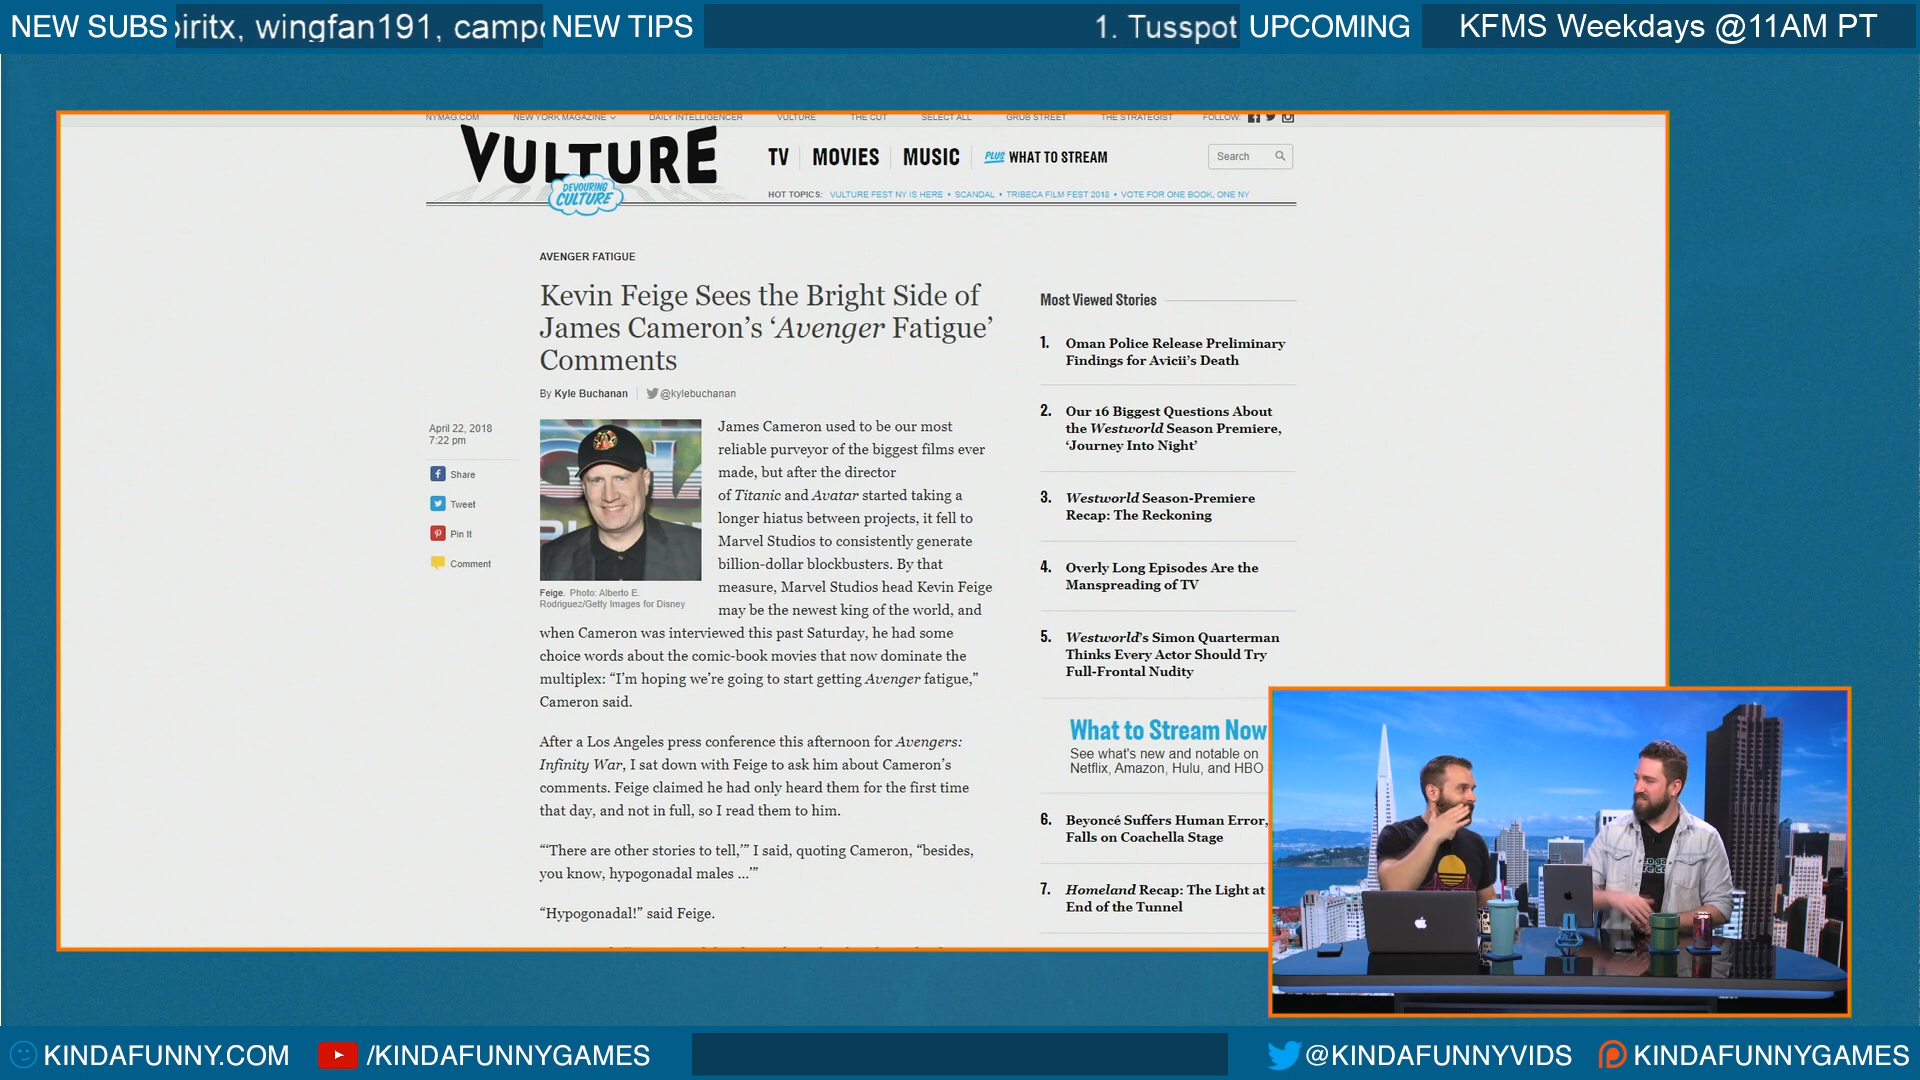 NEW SUBS piritx, wingfan191, campo NEW TIPS 1. Tusspot UPCOMING KFMS Weekdays @11AM PT
NYMAG.COM NEW YORK MAGAZINE DAILY INTELLIGENCER VULTURE THE CUT SELECT ALL GRUB STREET THE STRATEGIST FOLLOW:
VULTURE
DEVOURING
CULTURE
TV MOVIES MUSIC PLUS WHAT TO STREAM
Search
HOT TOPICS: VULTURE FEST NY IS HERE • SCANDAL • TRIBECA FILM FEST 2018 • VOTE FOR ONE BOOK, ONE NY
AVENGER FATIGUE
Kevin Feige Sees the Bright Side of
James Cameron’s ‘Avenger Fatigue’
Comments
By Kyle Buchanan @kylebuchanan
April 22, 2018
7:22 pm
Share
Tweet
Pin It
Comment
Feige. Photo: Alberto E.
Rodriguez/Getty Images for Disney
James Cameron used to be our most
reliable purveyor of the biggest films ever
made, but after the director
of Titanic and Avatar started taking a
longer hiatus between projects, it fell to
Marvel Studios to consistently generate
billion-dollar blockbusters. By that
measure, Marvel Studios head Kevin Feige
may be the newest king of the world, and
when Cameron was interviewed this past Saturday, he had some
choice words about the comic-book movies that now dominate the
multiplex: “I’m hoping we’re going to start getting Avenger fatigue,”
Cameron said.
After a Los Angeles press conference this afternoon for Avengers:
Infinity War, I sat down with Feige to ask him about Cameron’s
comments. Feige claimed he had only heard them for the first time
that day, and not in full, so I read them to him.
“‘There are other stories to tell,’” I said, quoting Cameron, “besides,
you know, hypogonadal males ...’”
“Hypogonadal!” said Feige.
Most Viewed Stories
1. Oman Police Release Preliminary
Findings for Avicii’s Death
2. Our 16 Biggest Questions About
the Westworld Season Premiere,
‘Journey Into Night’
3. Westworld Season-Premiere
Recap: The Reckoning
4. Overly Long Episodes Are the
Manspreading of TV
5. Westworld’s Simon Quarterman
Thinks Every Actor Should Try
Full-Frontal Nudity
What to Stream Now
See what's new and notable on
Netflix, Amazon, Hulu, and HBO
6. Beyoncé Suffers Human Error,
Falls on Coachella Stage
7. Homeland Recap: The Light at
End of the Tunnel
KINDAFUNNY.COM /KINDAFUNNYGAMES @KINDAFUNNYVIDS KINDAFUNNYGAMES